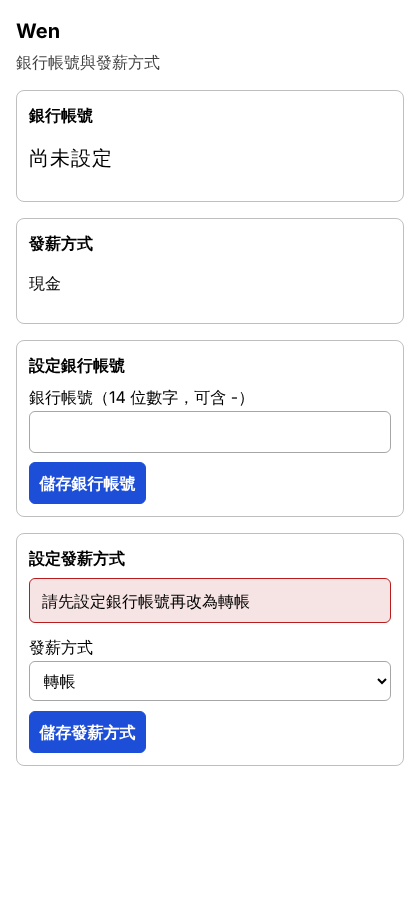 Wen
銀行帳號與發薪方式
銀行帳號
尚未設定
發薪方式
現金
設定銀行帳號
銀行帳號（14 位數字，可含 -）
儲存銀行帳號
設定發薪方式
請先設定銀行帳號再改為轉帳
發薪方式
轉帳
儲存發薪方式